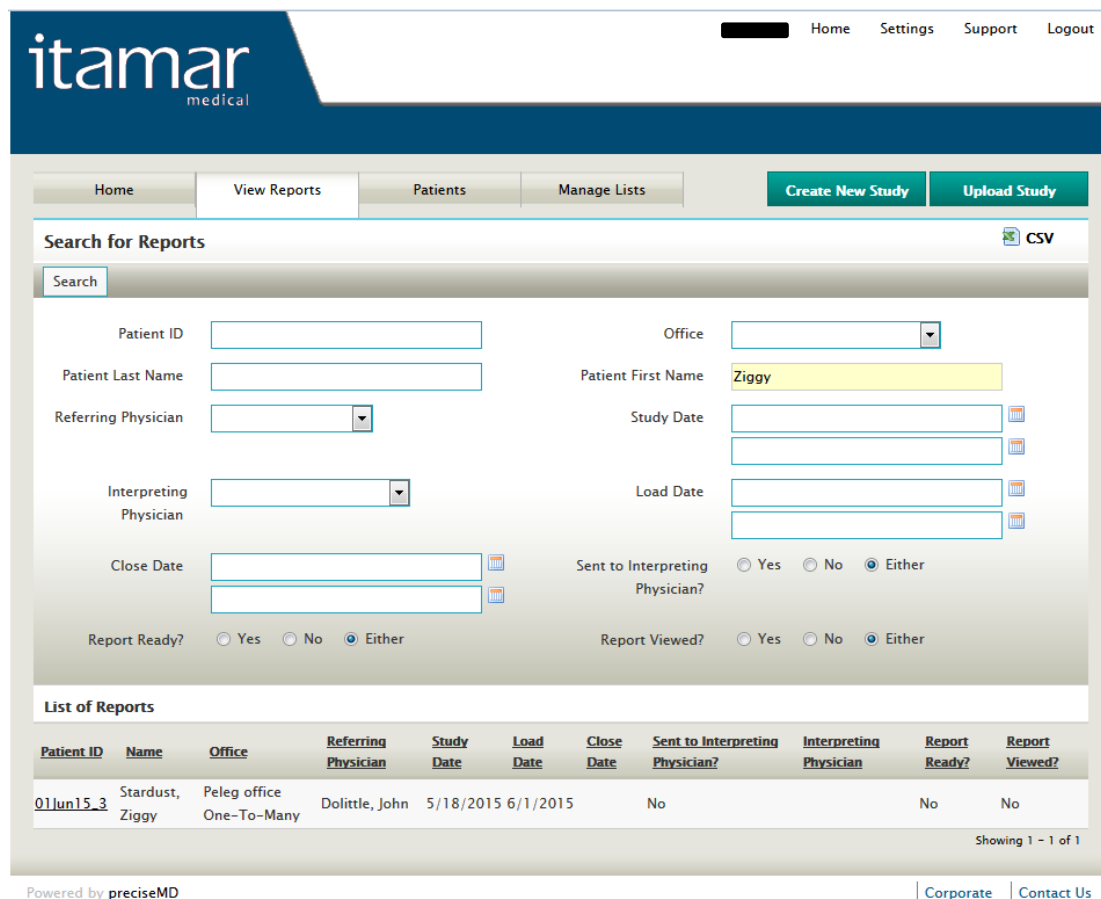 itamar
medical
Home Settings Support Logout
Home View Reports Patients Manage Lists Create New Study Upload Study
Search for Reports CSV
Search
Patient ID Office
Patient Last Name Patient First Name Ziggy
Referring Physician Study Date
Interpreting Physician Load Date
Close Date Sent to Interpreting Physician? Yes No Either
Report Ready? Yes No Either Report Viewed? Yes No Either
List of Reports
Patient ID Name Office Referring Physician Study Date Load Date Close Date Sent to Interpreting Physician? Interpreting Physician Report Ready? Report Viewed?
01Jun15_3 Stardust, Ziggy Peleg office One-To-Many Dolittle, John 5/18/2015 6/1/2015 No No No
Showing 1 - 1 of 1
Powered by preciseMD Corporate Contact Us